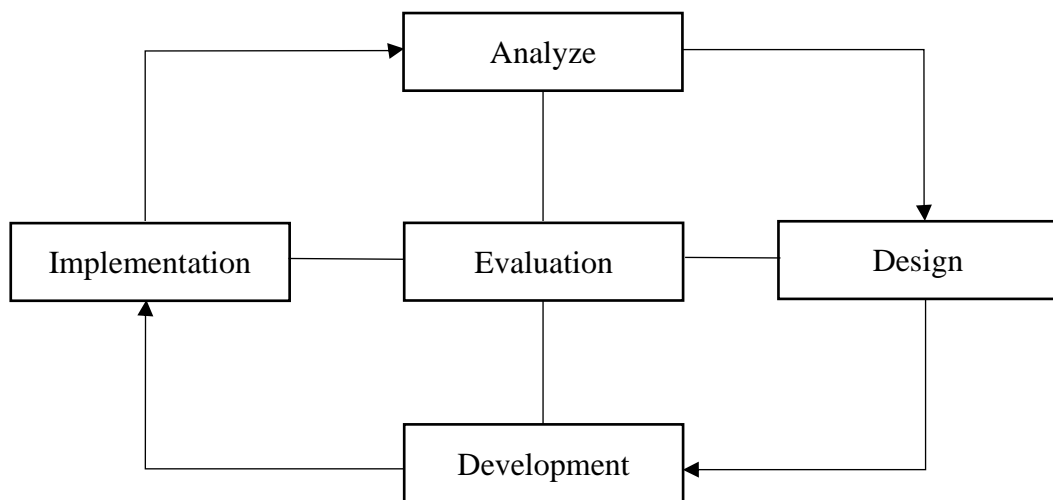 Analyze
Implementation
Evaluation
Design
Development